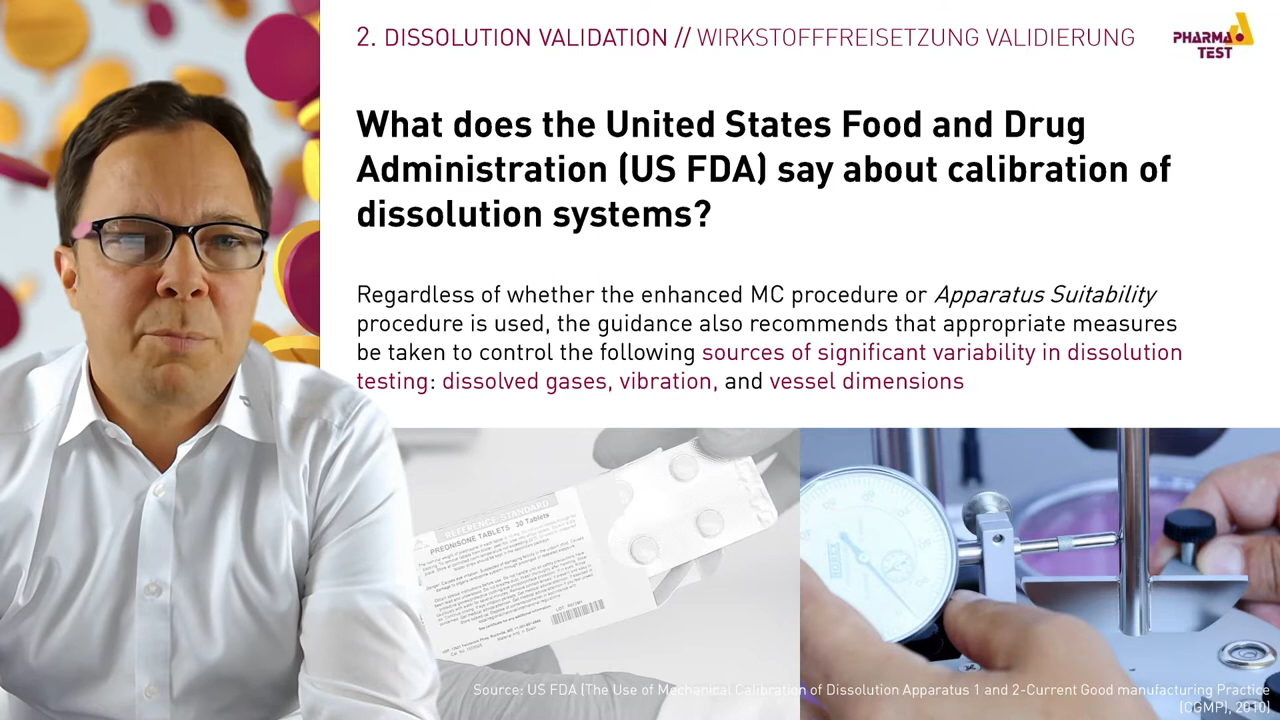 2. DISSOLUTION VALIDATION // WIRKSTOFFFREISETZUNG VALIDIERUNG
PHARMA
TEST
What does the United States Food and Drug
Administration (US FDA) say about calibration of
dissolution systems?
Regardless of whether the enhanced MC procedure or Apparatus Suitability
procedure is used, the guidance also recommends that appropriate measures
be taken to control the following sources of significant variability in dissolution
testing: dissolved gases, vibration, and vessel dimensions
REFERENCE STANDARD
PREDNISONE TABLETS 30 Tablets
Source: US FDA (The Use of Mechanical Calibration of Dissolution Apparatus 1 and 2-Current Good manufacturing Practice
(CGMP), 2010)